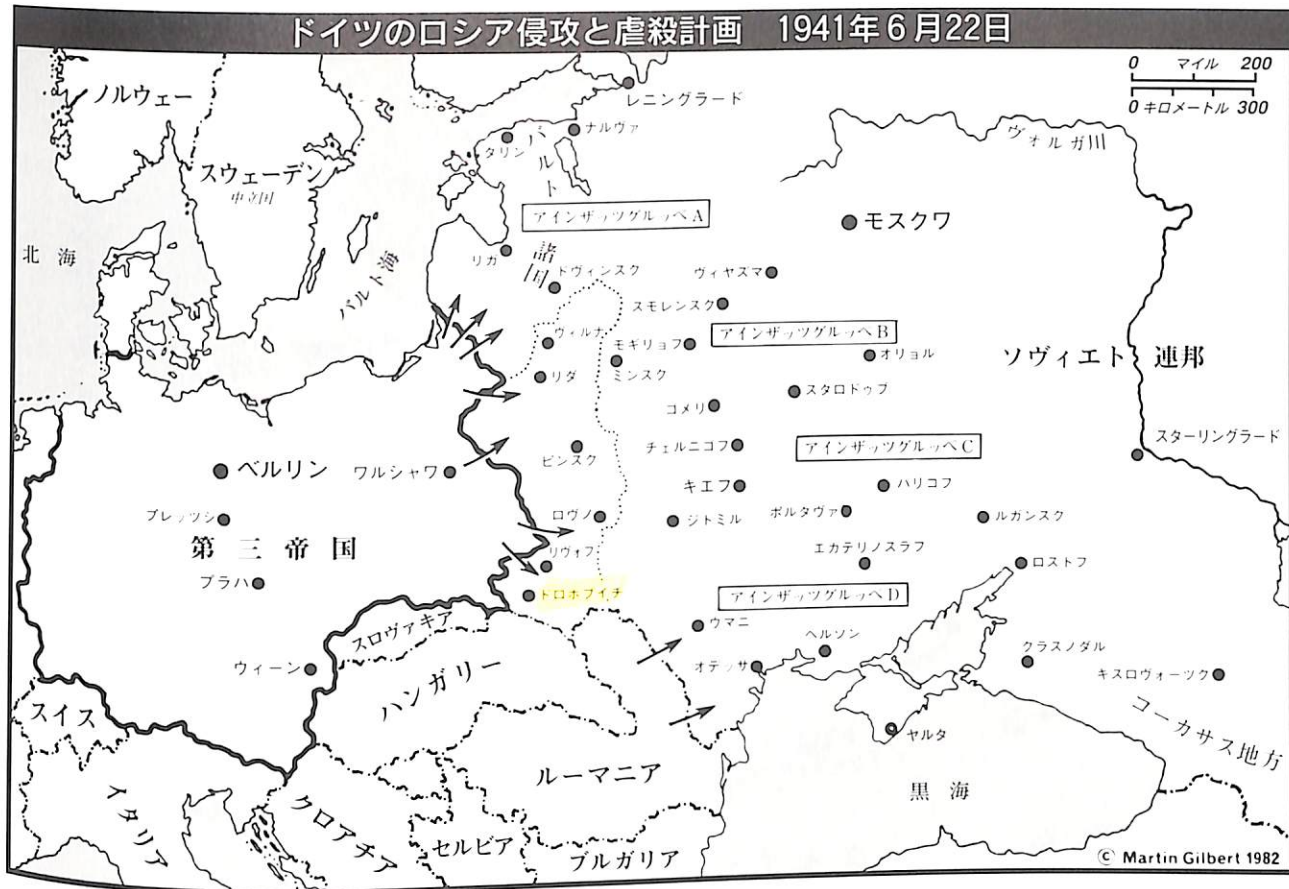 ドイツのロシア侵攻と虐殺計画　1941年6月22日
0 マイル 200
0 キロメートル 300
ノルウェー
レニングラード
ナルヴァ
タリン
バルト
諸国
ヴォルガ川
スウェーデン
中立国
アインザッツグルッペA
モスクワ
北海
バルト海
リガ
ドヴィンスク
ヴィヤスマ
スモレンスク
アインザッツグルッペB
ヴィルナ
モギリョフ
オリョル
ソヴィエト連邦
リダ
ミンスク
スタロドゥブ
コメリ
チェルニコフ
アインザッツグルッペC
スターリングラード
ベルリン
ワルシャワ
ピンスク
キエフ
ハリコフ
ブレッツシ
ロヴノ
ジトミル
ポルタヴァ
ルガンスク
第三帝国
リヴォフ
エカテリノスラフ
ロストフ
プラハ
ドロホブイチ
アインザッツグルッペD
スロヴァキア
ウマニ
ヘルソン
ウィーン
ハンガリー
オデッサ
クラスノダル
キスロヴォーツク
スイス
コーカサス地方
ヤルタ
ルーマニア
黒海
イタリア
クロアチア
セルビア
ブルガリア
© Martin Gilbert 1982